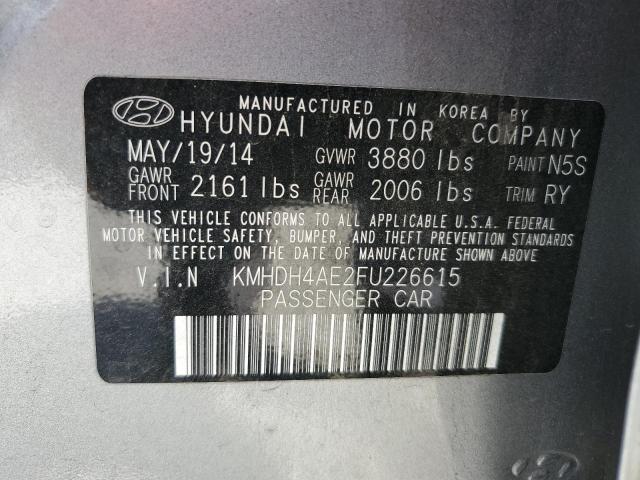 MANUFACTURED IN KOREA BY
HYUNDAI MOTOR COMPANY
MAY/19/14 GVWR 3880 lbs PAINT N5S
GAWR FRONT 2161 lbs GAWR REAR 2006 lbs TRIM RY
THIS VEHICLE CONFORMS TO ALL APPLICABLE U.S.A. FEDERAL
MOTOR VEHICLE SAFETY, BUMPER, AND THEFT PREVENTION STANDARDS
IN EFFECT ON THE DATE OF MANUFACTURE SHOWN ABOVE.
V.I.N KMHDH4AE2FU226615
PASSENGER CAR